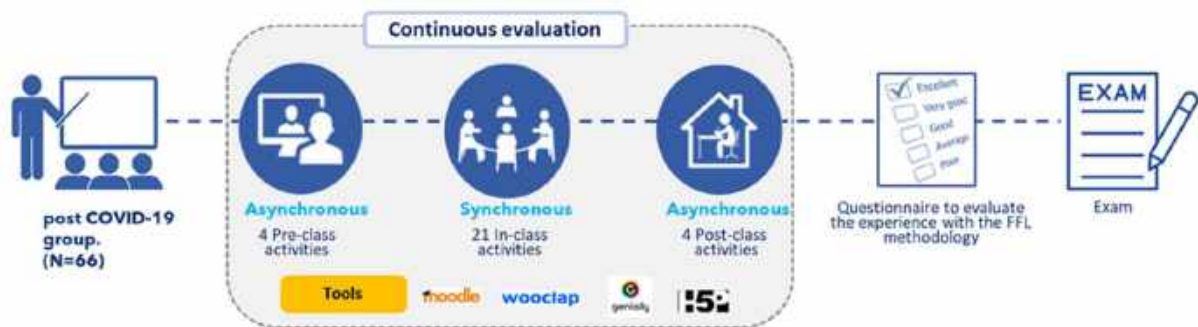 Continuous evaluation
post COVID-19
group.
(N=66)
Asynchronous
4 Pre-class
activities
Synchronous
21 In-class
activities
Asynchronous
4 Post-class
activities
Tools
moodle
wooclap
genially
H5P
Excellent
Very good
Good
Average
Poor
Questionnaire to evaluate
the experience with the FFL
methodology
EXAM
Exam